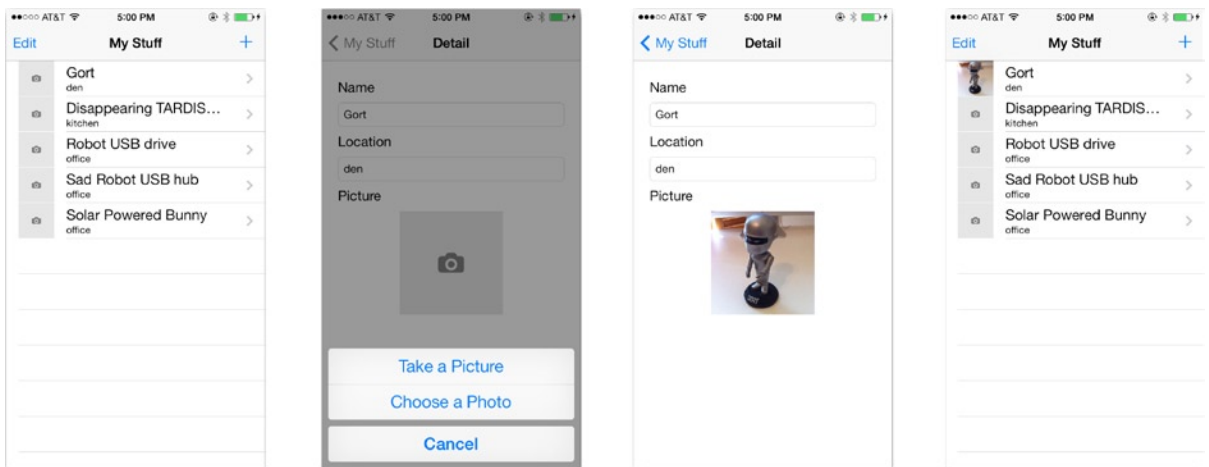 AT&T 5:00 PM
Edit My Stuff +
Gort
den
Disappearing TARDIS...
kitchen
Robot USB drive
office
Sad Robot USB hub
office
Solar Powered Bunny
office
AT&T 5:00 PM
My Stuff Detail
Name
Gort
Location
den
Picture
Take a Picture
Choose a Photo
Cancel
AT&T 5:00 PM
My Stuff Detail
Name
Gort
Location
den
Picture
AT&T 5:00 PM
Edit My Stuff +
Gort
den
Disappearing TARDIS...
kitchen
Robot USB drive
office
Sad Robot USB hub
office
Solar Powered Bunny
office